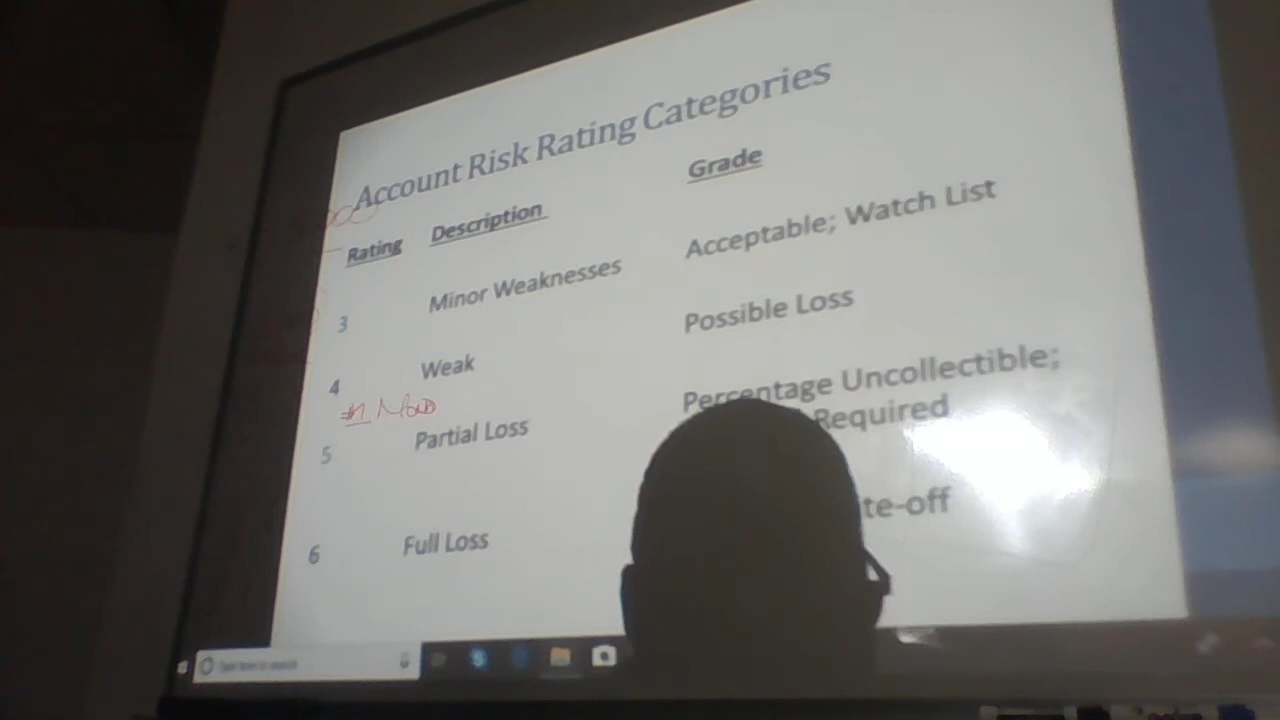 Account Risk Rating Categories
Rating Description Grade
3 Minor Weaknesses Acceptable; Watch List
4 Weak Possible Loss
5 Partial Loss Percentage Uncollectible;
Required
6 Full Loss te-off